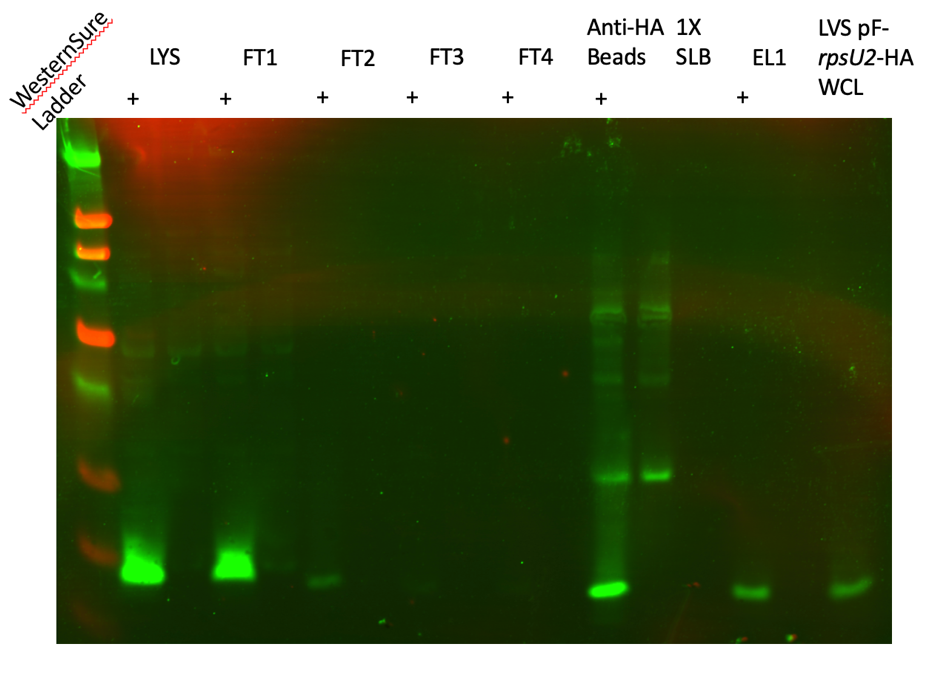 WesternSure
Ladder
LYS
FT1
FT2
FT3
FT4
Anti-HA
Beads
1X
SLB
EL1
LVS pF-
rpsU2-HA
WCL
+ + + + + + +